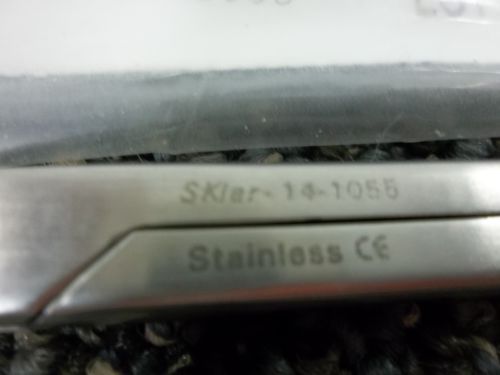 SKlar- 14-1055
Stainless CE